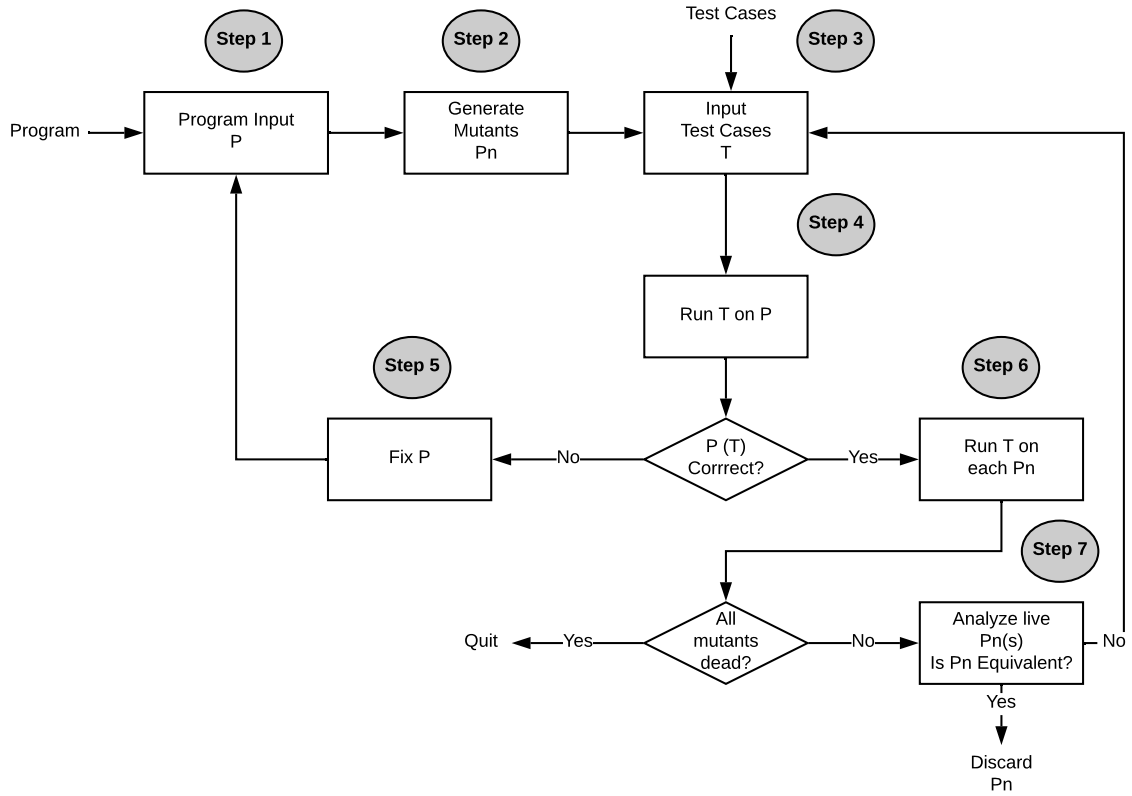 Test Cases
Step 1
Step 2
Step 3
Program
Program Input
P
Generate
Mutants
Pn
Input
Test Cases
T
Step 4
Run T on P
Step 5
Step 6
Fix P
No
P (T)
Corrrect?
Yes
Run T on
each Pn
Step 7
Quit
Yes
All
mutants
dead?
No
Analyze live
Pn(s)
Is Pn Equivalent?
No
Yes
Discard
Pn